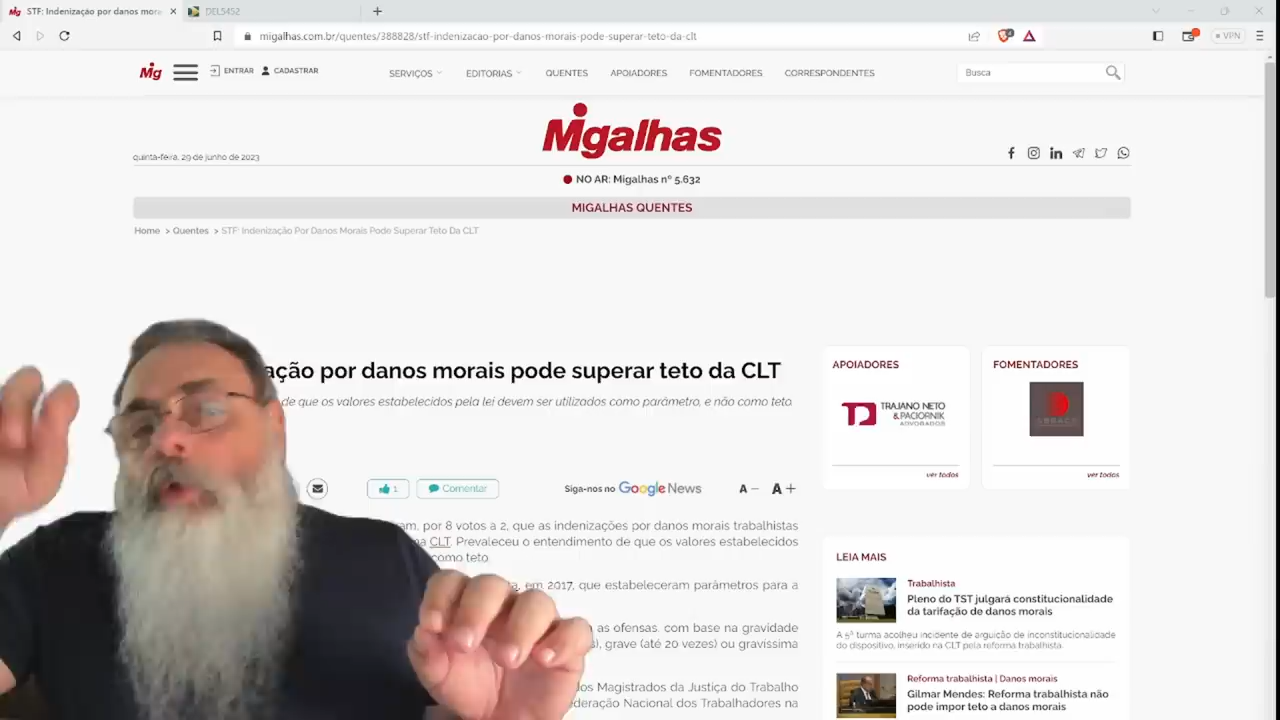 STF: Indenização por danos more
DEL5452
migalhas.com.br/quentes/388828/stf-indenizacao-por-danos-morais-pode-superar-teto-da-clt
VPN
Mg
ENTRAR
CADASTRAR
SERVIÇOS
EDITORIAS
QUENTES
APOIADORES
FOMENTADORES
CORRESPONDENTES
Busca
Migalhas
quinta-feira, 29 de junho de 2023
NO AR: Migalhas nº 5.632
MIGALHAS QUENTES
Home > Quentes > STF: Indenização Por Danos Morais Pode Superar Teto Da CLT
ação por danos morais pode superar teto da CLT
de que os valores estabelecidos pela lei devem ser utilizados como parâmetro, e não como teto.
1
Comentar
Siga-nos no Google News
A − A +
am, por 8 votos a 2, que as indenizações por danos morais trabalhistas
na CLT. Prevaleceu o entendimento de que os valores estabelecidos
como teto.
em 2017, que estabeleceram parâmetros para a
as ofensas, com base na gravidade
), grave (até 20 vezes) ou gravíssima
dos Magistrados da Justiça do Trabalho
ederação Nacional dos Trabalhadores na
APOIADORES
TRAJANO NETO
& PACIORNIK
ADVOGADOS
ver todos
FOMENTADORES
ver todos
LEIA MAIS
Trabalhista
Pleno do TST julgará constitucionalidade
da tarifação de danos morais
A 5ª turma acolheu incidente de arguição de inconstitucionalidade
do dispositivo, inserido na CLT pela reforma trabalhista.
Reforma trabalhista | Danos morais
Gilmar Mendes: Reforma trabalhista não
pode impor teto a danos morais